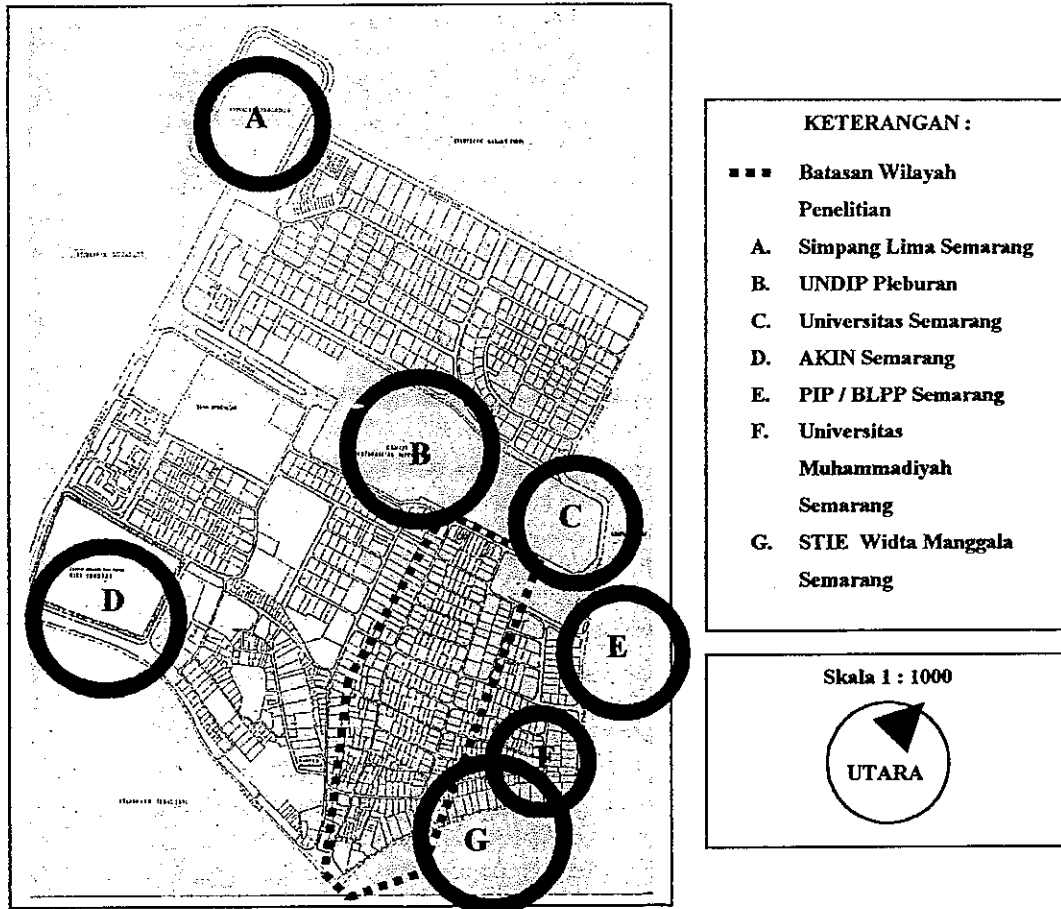 A
B
C
D
E
F
G
KETERANGAN :
Batasan Wilayah
Penelitian
A. Simpang Lima Semarang
B. UNDIP Pleburan
C. Universitas Semarang
D. AKIN Semarang
E. PIP / BLPP Semarang
F. Universitas
Muhammadiyah
Semarang
G. STIE Widta Manggala
Semarang
Skala 1 : 1000
UTARA